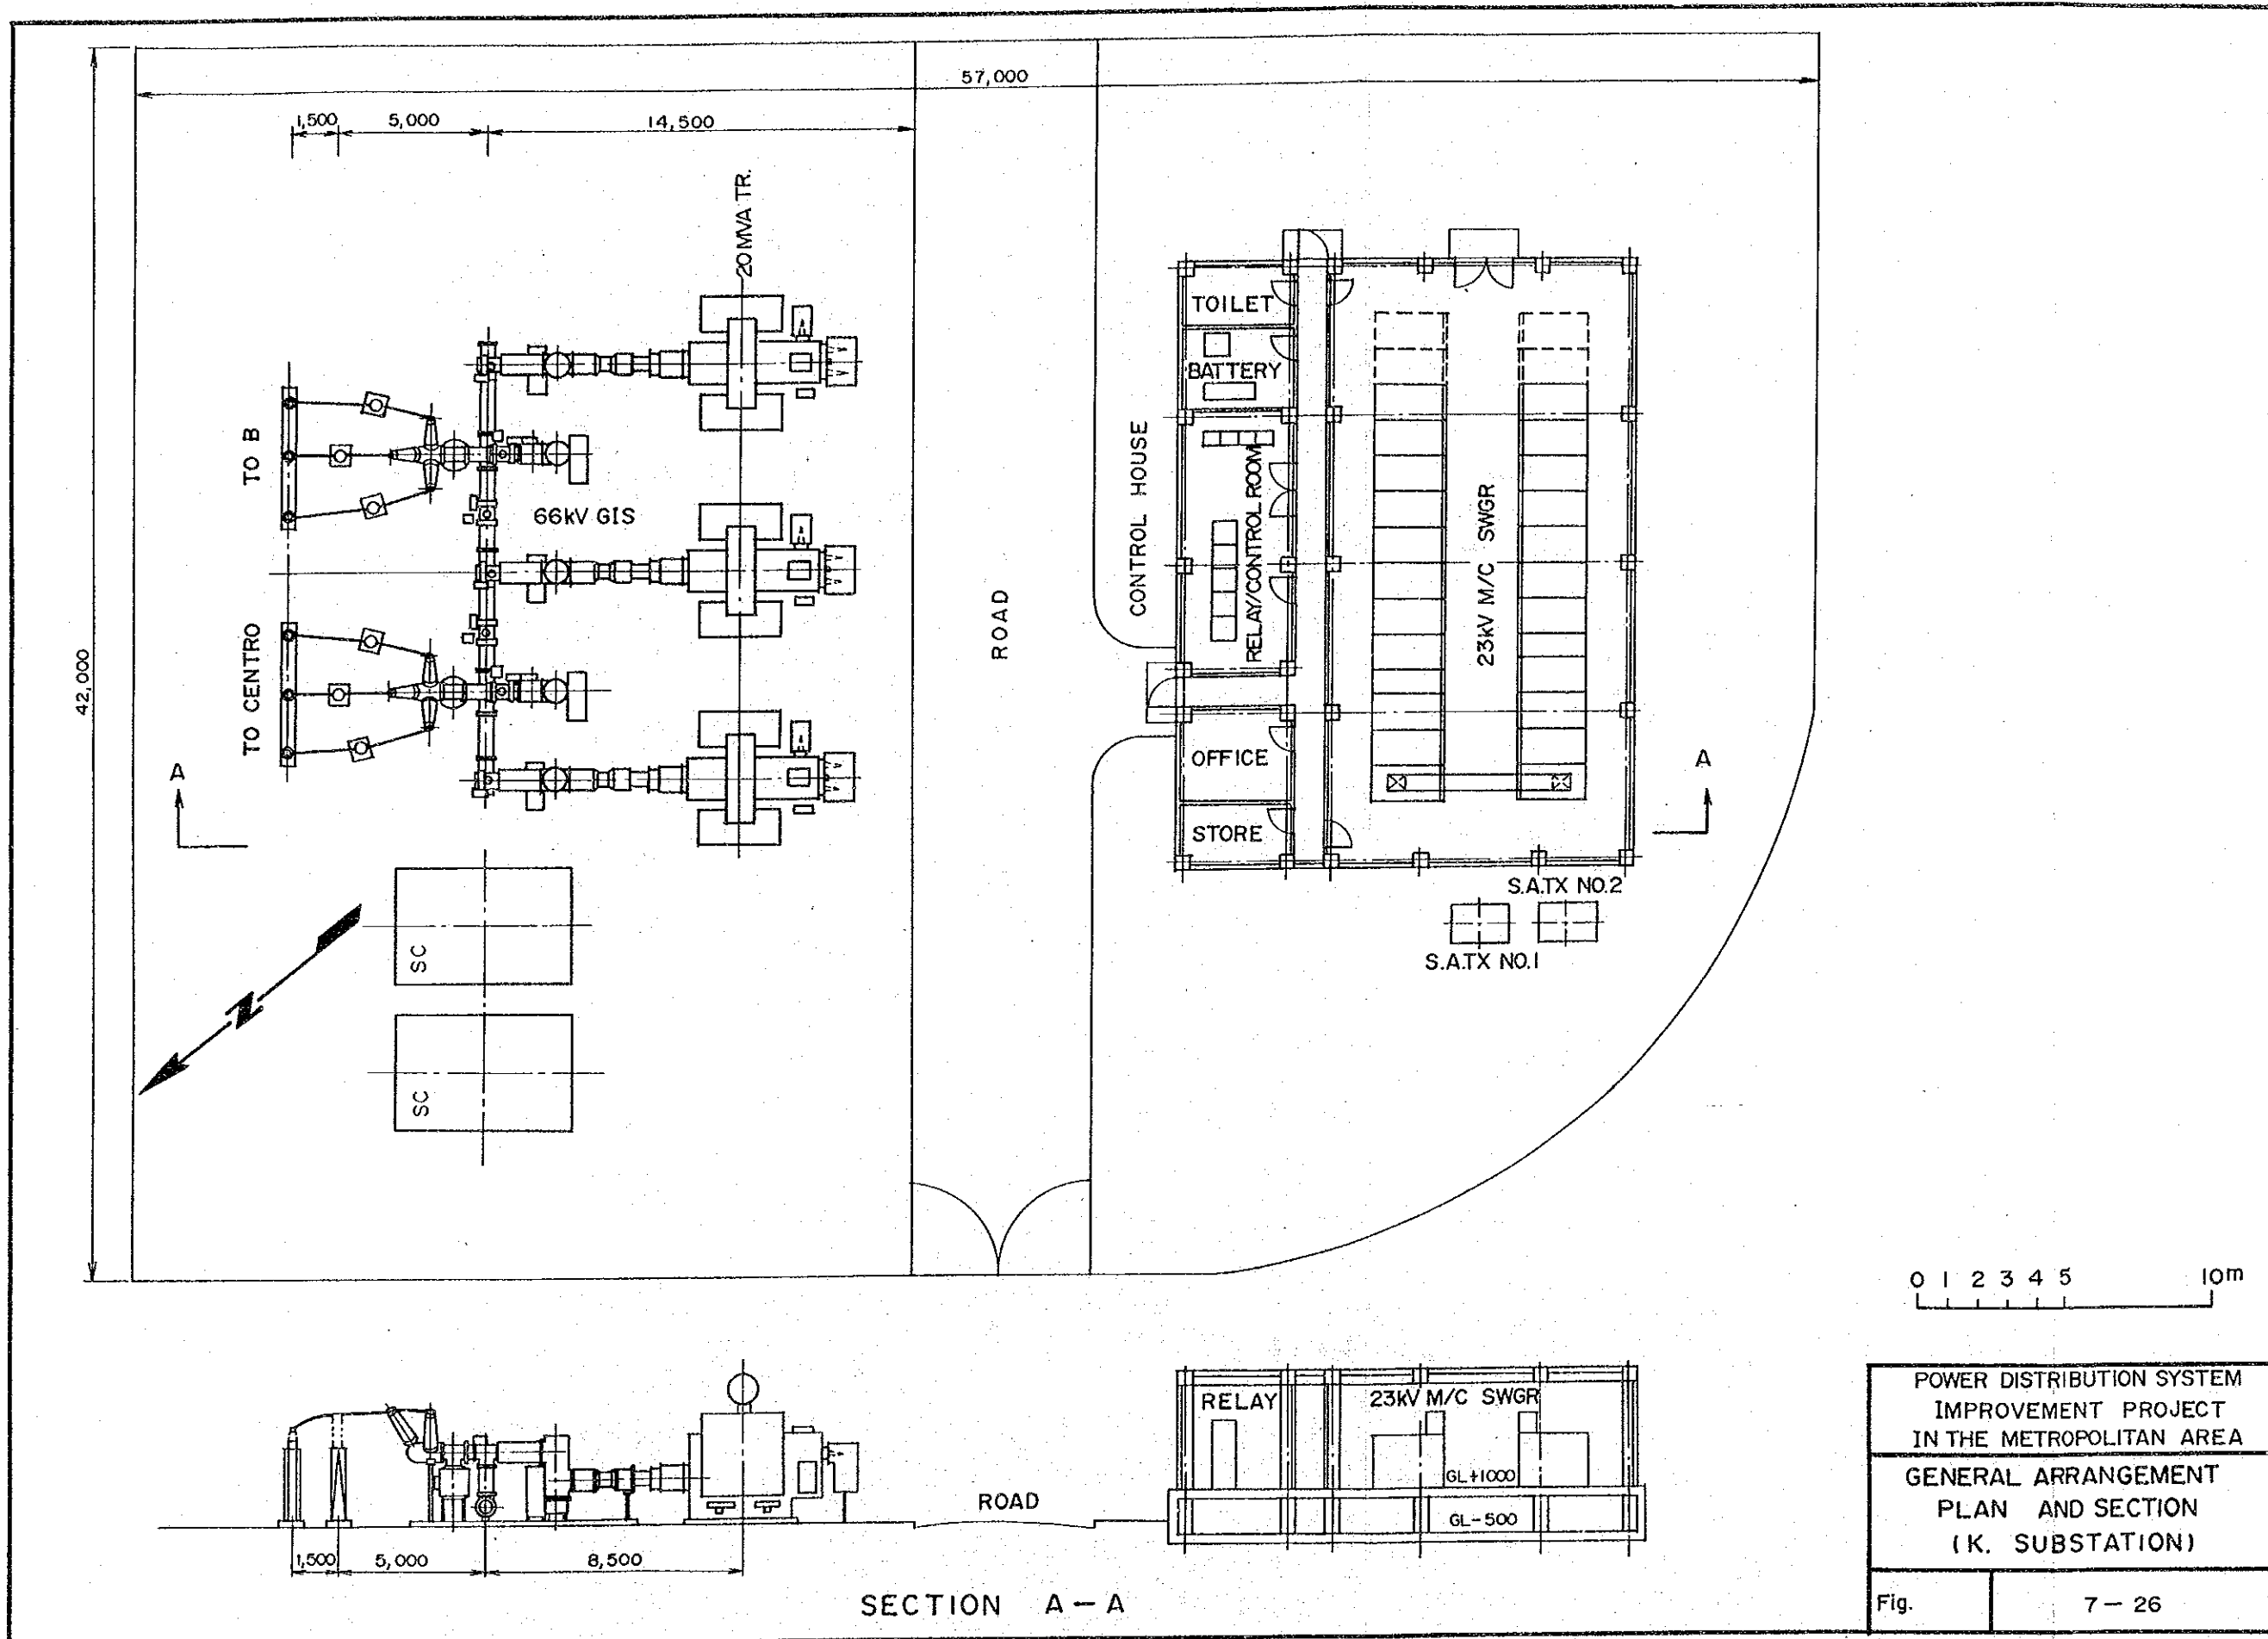 57,000
1,500
5,000
14,500
20MVA TR.
TO B
66kV GIS
TO CENTRO
42,000
A
SC
SC
N
ROAD
CONTROL HOUSE
TOILET
BATTERY
RELAY/CONTROL ROOM
23kV M/C SWGR
OFFICE
STORE
A
S.A.TX NO.2
S.A.TX NO.1
0 1 2 3 4 5 10m
RELAY
23kV M/C SWGR
GL+1000
GL-500
ROAD
1,500
5,000
8,500
SECTION A-A
POWER DISTRIBUTION SYSTEM
IMPROVEMENT PROJECT
IN THE METROPOLITAN AREA
GENERAL ARRANGEMENT
PLAN AND SECTION
(K. SUBSTATION)
Fig. 7-26